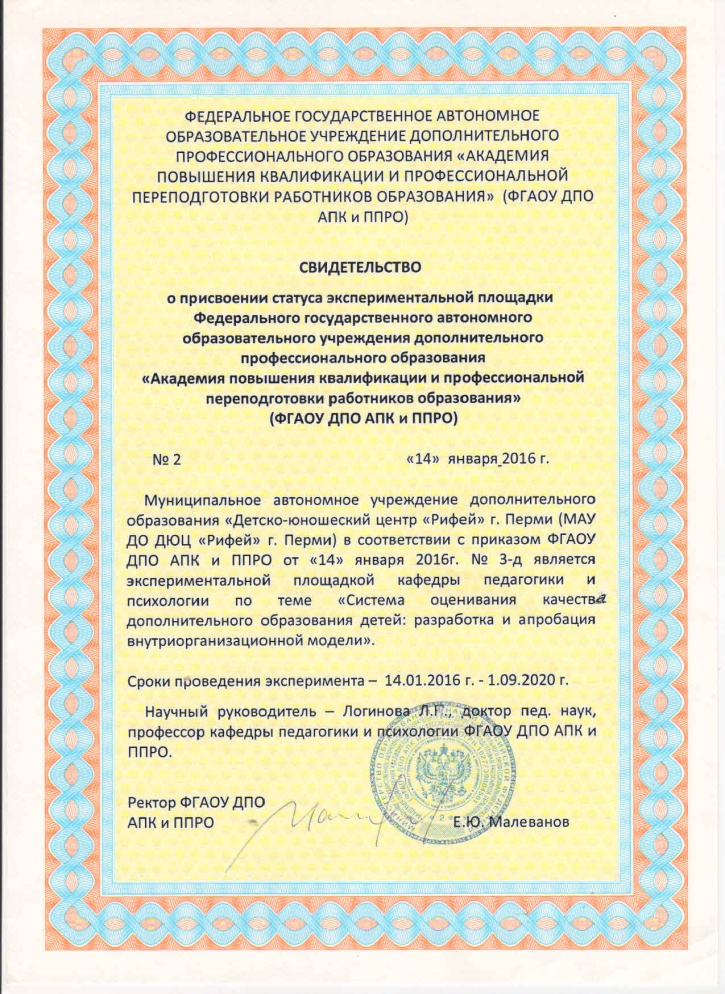 ФЕДЕРАЛЬНОЕ ГОСУДАРСТВЕННОЕ АВТОНОМНОЕ
ОБРАЗОВАТЕЛЬНОЕ УЧРЕЖДЕНИЕ ДОПОЛНИТЕЛЬНОГО
ПРОФЕССИОНАЛЬНОГО ОБРАЗОВАНИЯ «АКАДЕМИЯ
ПОВЫШЕНИЯ КВАЛИФИКАЦИИ И ПРОФЕССИОНАЛЬНОЙ
ПЕРЕПОДГОТОВКИ РАБОТНИКОВ ОБРАЗОВАНИЯ» (ФГАОУ ДПО
АПК и ППРО)
СВИДЕТЕЛЬСТВО
о присвоении статуса экспериментальной площадки
Федерального государственного автономного
образовательного учреждения дополнительного
профессионального образования
«Академия повышения квалификации и профессиональной
переподготовки работников образования»
(ФГАОУ ДПО АПК и ППРО)
№ 2 «14» января 2016 г.
Муниципальное автономное учреждение дополнительного
образования «Детско-юношеский центр «Рифей» г. Перми (МАУ
ДО ДЮЦ «Рифей» г. Перми) в соответствии с приказом ФГАОУ
ДПО АПК и ППРО от «14» января 2016г. № 3-д является
экспериментальной площадкой кафедры педагогики и
психологии по теме «Система оценивания качества
дополнительного образования детей: разработка и апробация
внутриорганизационной модели».
Сроки проведения эксперимента – 14.01.2016 г. - 1.09.2020 г.
Научный руководитель – Логинова Л.Г., доктор пед. наук,
профессор кафедры педагогики и психологии ФГАОУ ДПО АПК и
ППРО.
Ректор ФГАОУ ДПО
АПК и ППРО Е.Ю. Малеванов